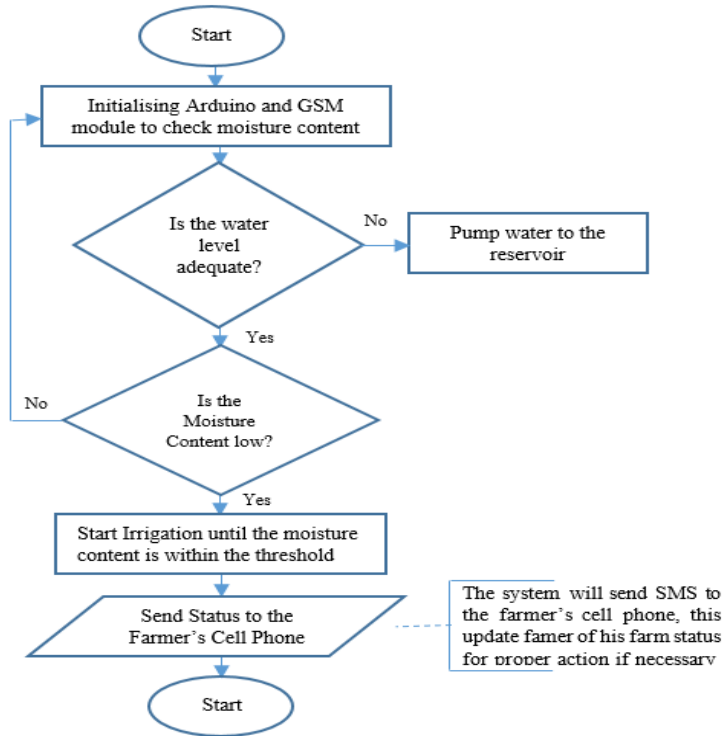 Start
Initialising Arduino and GSM
module to check moisture content
Is the water
level
adequate?
No
Pump water to the
reservoir
Yes
Is the
Moisture
Content low?
No
Yes
Start Irrigation until the moisture
content is within the threshold
Send Status to the
Farmer's Cell Phone
The system will send SMS to
the farmer's cell phone, this
update famer of his farm status
for proper action if necessary
Start